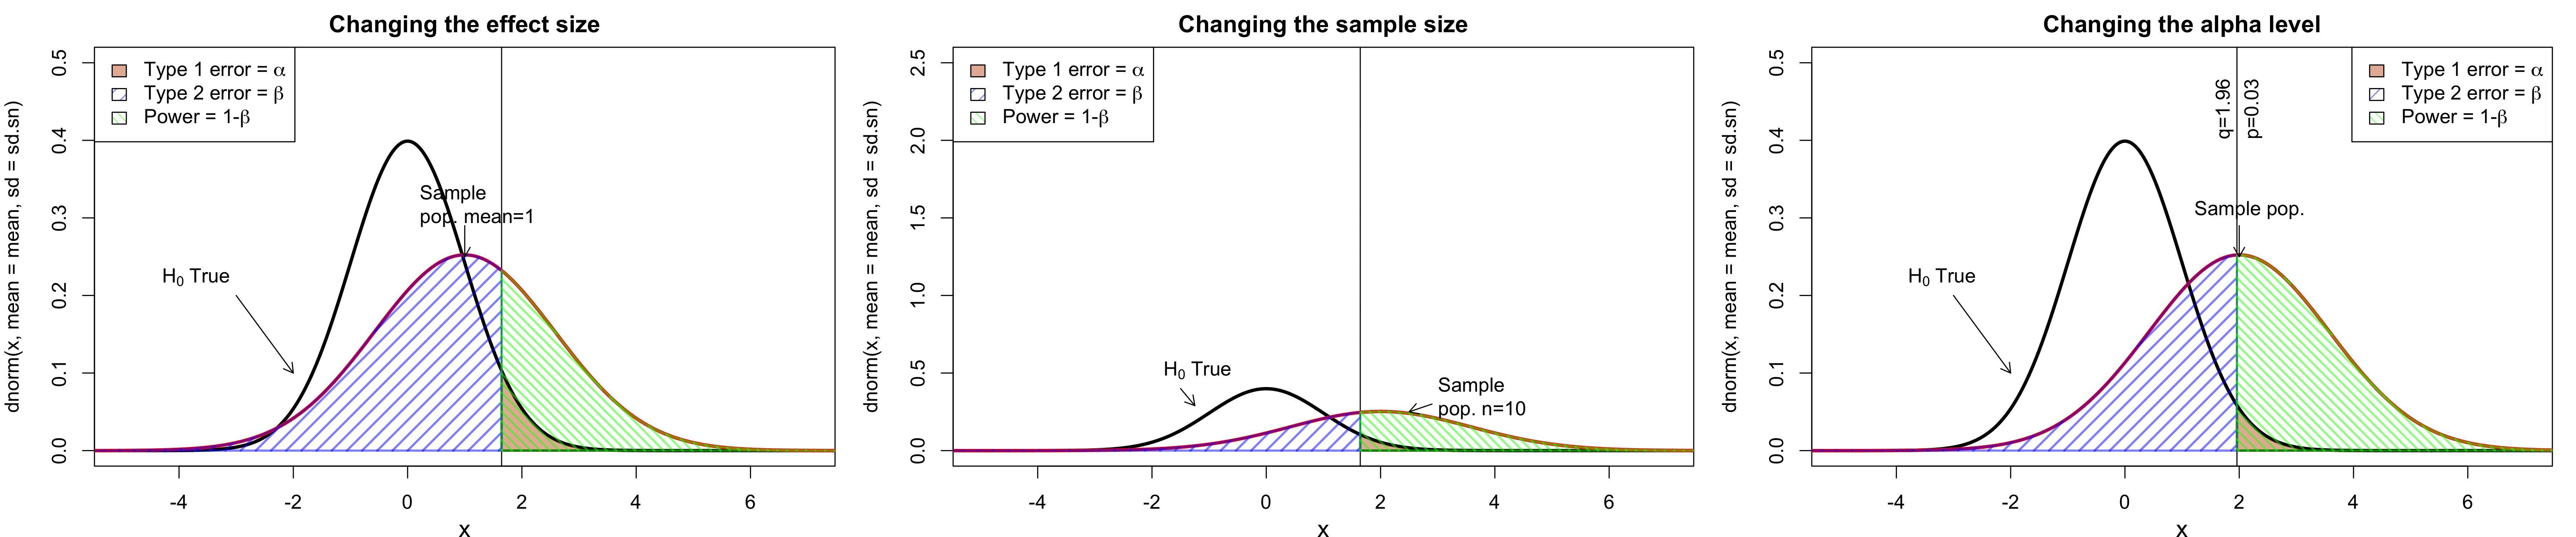 Changing the effect size
dnorm(x, mean = mean, sd = sd.sn)
0.5
0.4
0.3
0.2
0.1
0.0
Type 1 error = α
Type 2 error = β
Power = 1-β
Sample
pop. mean=1
H₀ True
-4 -2 0 2 4 6
x
Changing the sample size
dnorm(x, mean = mean, sd = sd.sn)
2.5
2.0
1.5
1.0
0.5
0.0
Type 1 error = α
Type 2 error = β
Power = 1-β
H₀ True
Sample
pop. n=10
-4 -2 0 2 4 6
x
Changing the alpha level
dnorm(x, mean = mean, sd = sd.sn)
0.5
0.4
0.3
0.2
0.1
0.0
q=1.96
p=0.03
Type 1 error = α
Type 2 error = β
Power = 1-β
Sample pop.
H₀ True
-4 -2 0 2 4 6
x